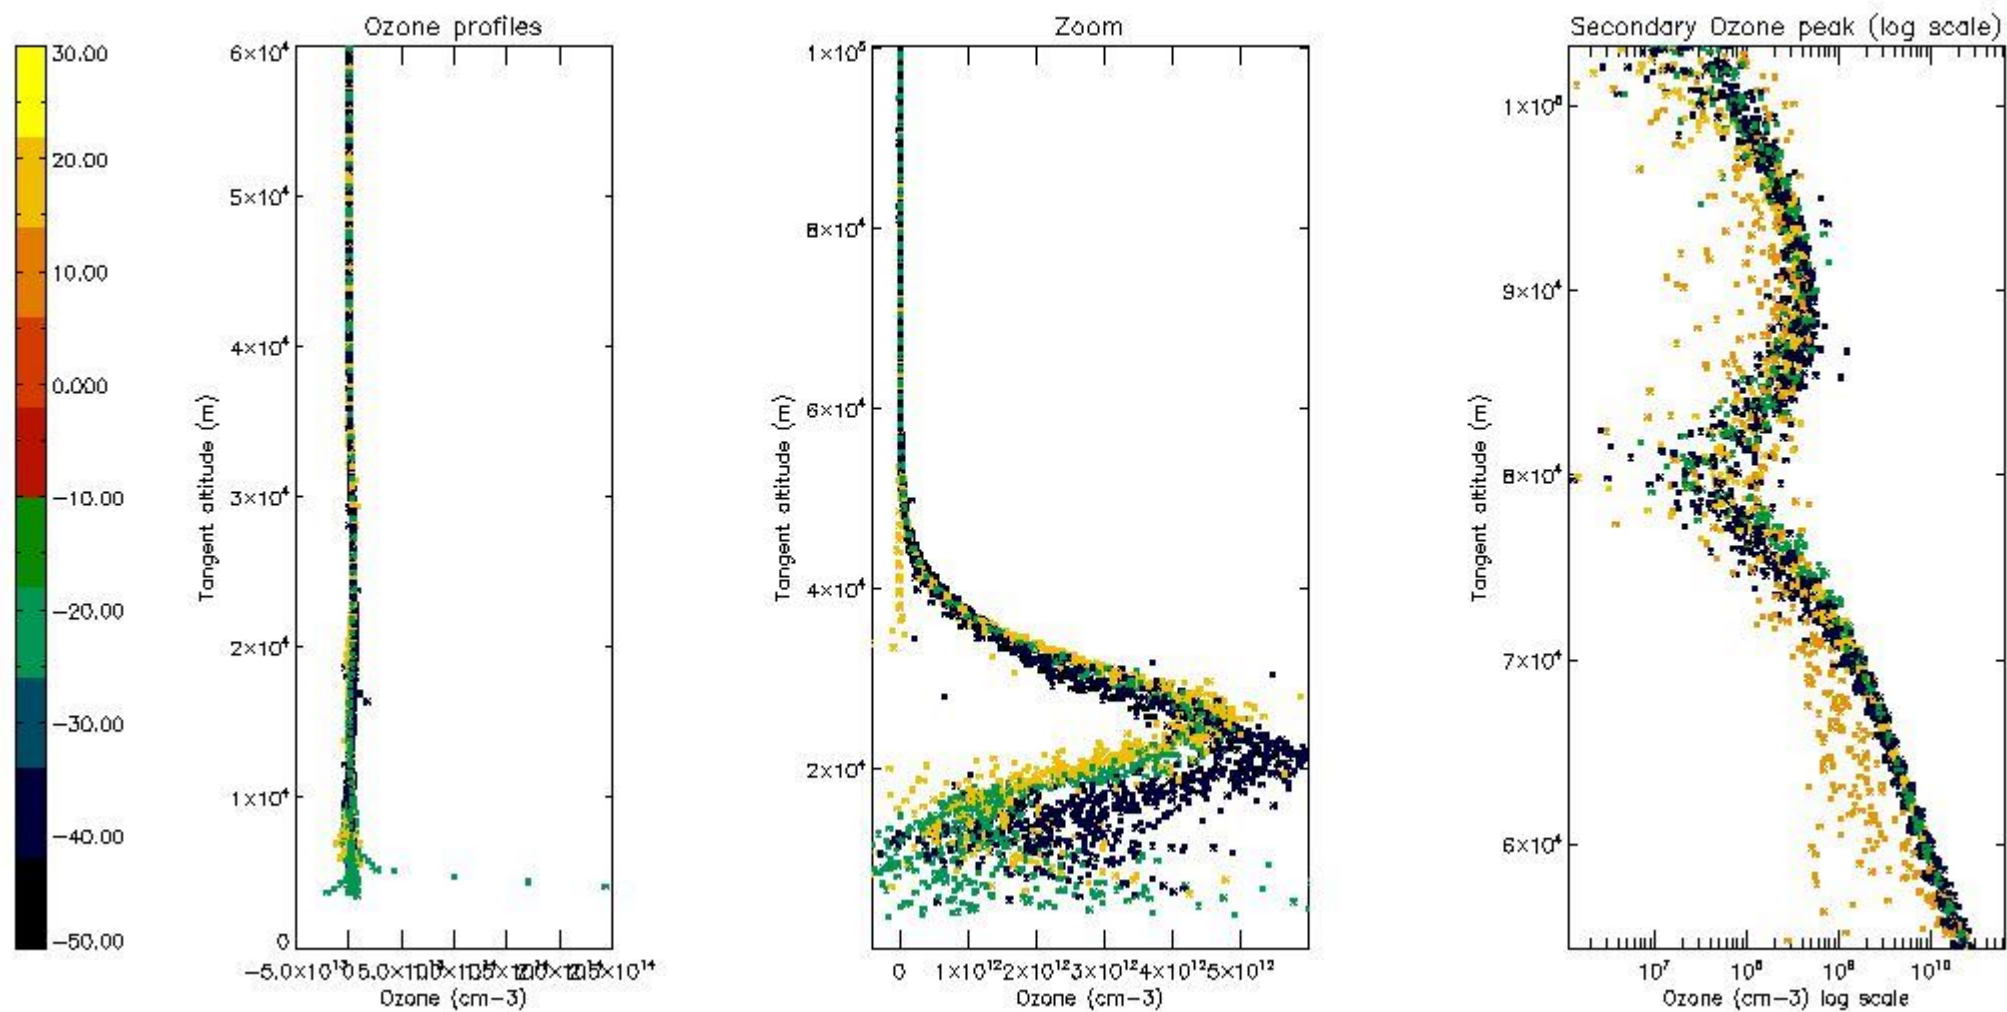 Ozone profiles
Zoom
Secondary Ozone peak (log scale)
30.00
20.00
10.00
0.000
−10.00
−20.00
−30.00
−40.00
−50.00
6×10⁴
5×10⁴
4×10⁴
3×10⁴
2×10⁴
1×10⁴
0
Tangent altitude (m)
Ozone (cm−3)
1×10⁵
8×10⁴
6×10⁴
4×10⁴
2×10⁴
Tangent altitude (m)
0 1×10¹² 2×10¹² 3×10¹² 4×10¹² 5×10¹²
Ozone (cm−3)
9×10⁴
8×10⁴
7×10⁴
6×10⁴
Tangent altitude (m)
10⁷ 10⁸ 10⁹ 10¹⁰
Ozone (cm−3) log scale